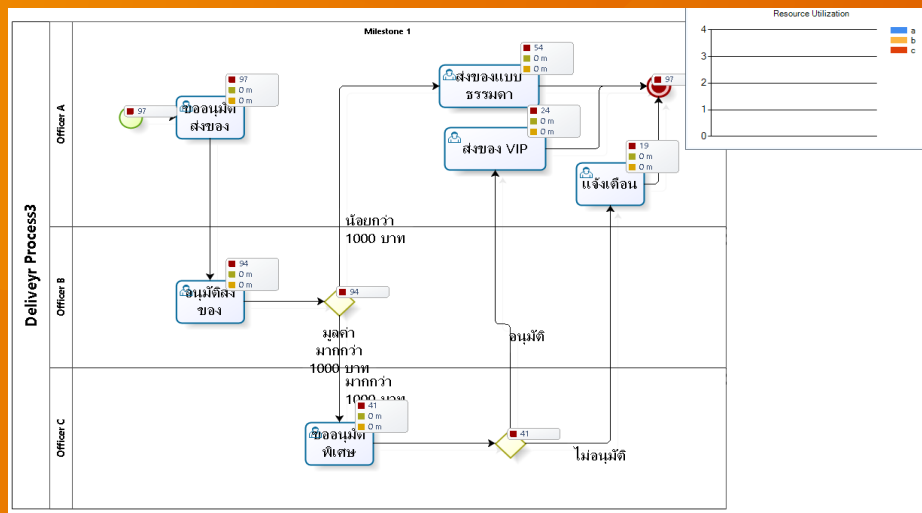 Resource Utilization
4
3
2
1
0
a
b
c
Deliveyr Process3
Milestone 1
Officer A
97
ขออนุมัติ
ส่งของ
97
0 m
0 m
ส่งของแบบ
ธรรมดา
54
0 m
0 m
ส่งของ VIP
24
0 m
0 m
แจ้งเตือน
19
0 m
0 m
97
น้อยกว่า
1000 บาท
Officer B
อนุมัติส่ง
ของ
94
0 m
0 m
94
มูลค่า
มากกว่า
1000 บาท
อนุมัติ
Officer C
มากกว่า
1000 บาท
ขออนุมัติ
พิเศษ
41
0 m
0 m
41
ไม่อนุมัติ